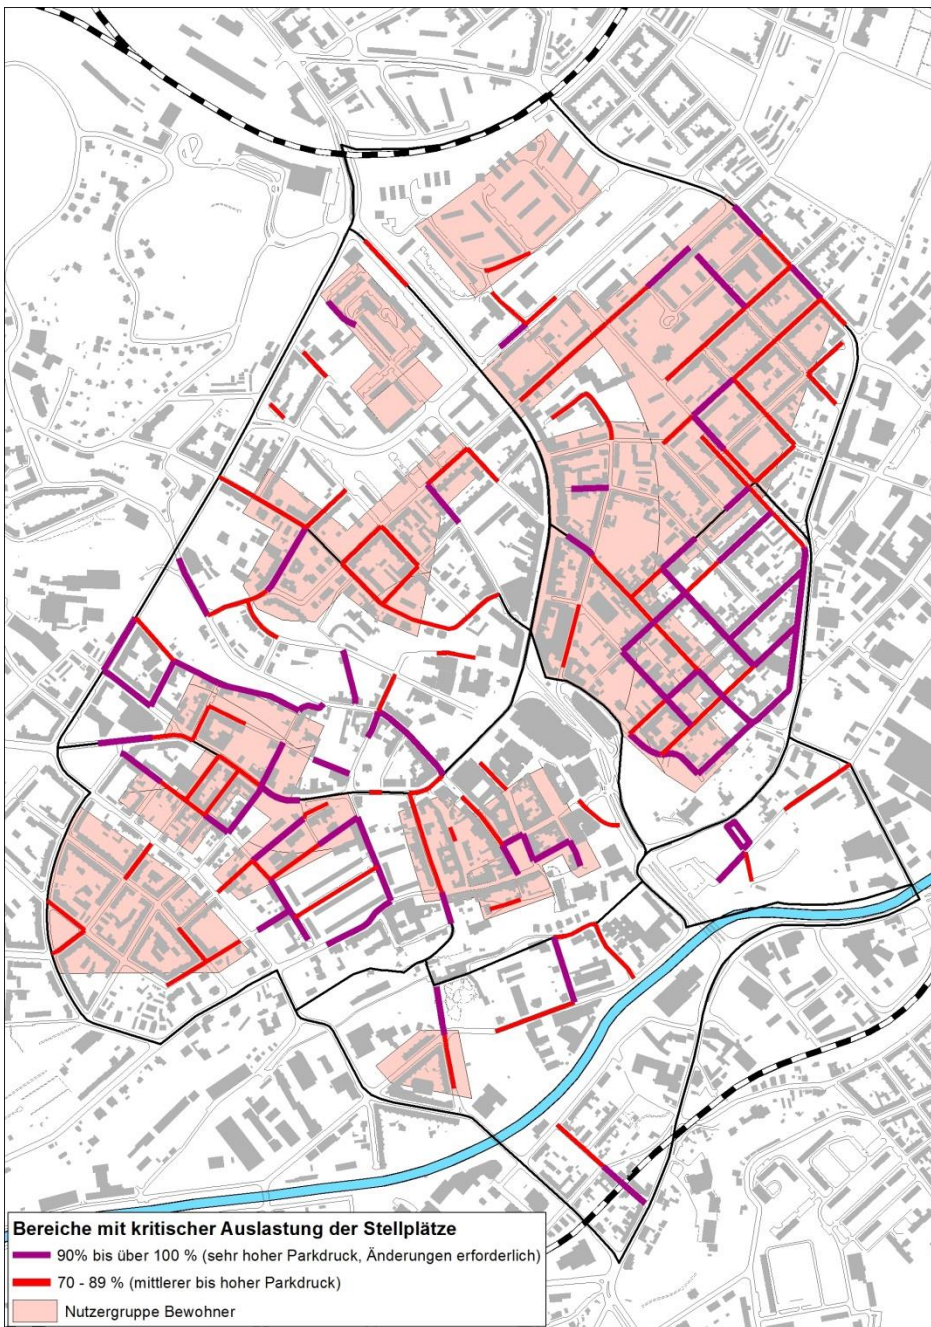 Bereiche mit kritischer Auslastung der Stellplätze
90% bis über 100 % (sehr hoher Parkdruck, Änderungen erforderlich)
70 - 89 % (mittlerer bis hoher Parkdruck)
Nutzergruppe Bewohner